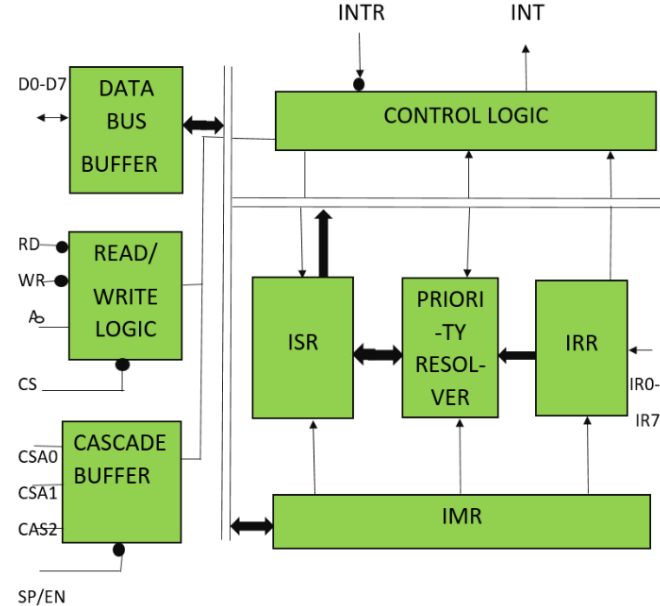 INTR
INT
D0-D7
DATA
BUS
BUFFER
CONTROL LOGIC
RD
WR
READ/
WRITE
LOGIC
CS
ISR
PRIORI
-TY
RESOL-
VER
IRR
IR0-
IR7
CSA0
CSA1
CAS2
CASCADE
BUFFER
SP/EN
IMR